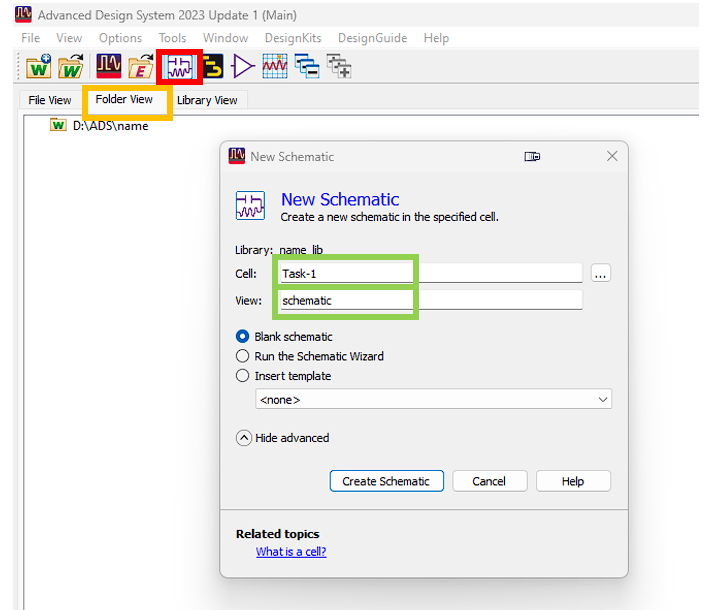 Advanced Design System 2023 Update 1 (Main)
File View Options Tools Window DesignKits DesignGuide Help
File View Folder View Library View
D:\ADS\name
New Schematic
New Schematic
Create a new schematic in the specified cell.
Library: name_lib
Cell: Task-1 ...
View: schematic
Blank schematic
Run the Schematic Wizard
Insert template
<none>
Hide advanced
Create Schematic Cancel Help
Related topics
What is a cell?